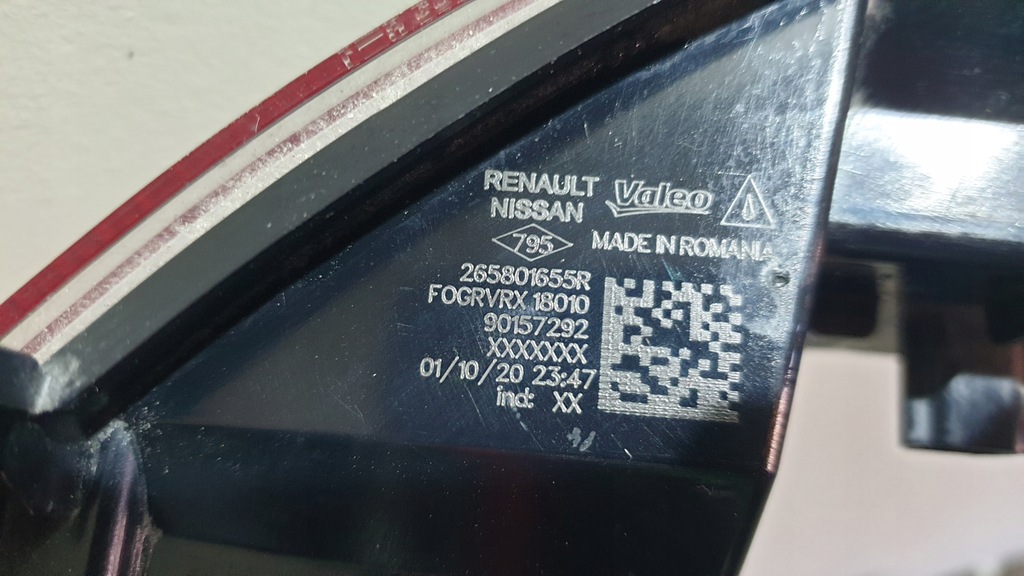 RENAULT
NISSAN
Valeo
795
MADE IN ROMANIA
265801655R
FOGRVRX 18010
90157292
XXXXXXX
01/10/20 23:47
ind: XX